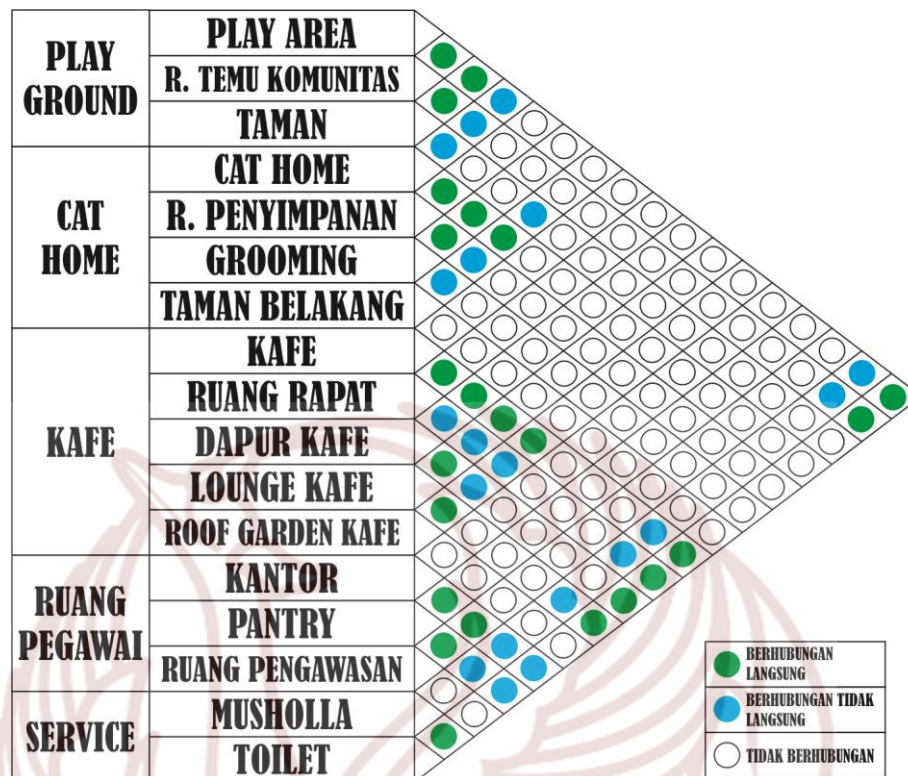 PLAY
GROUND
PLAY AREA
R. TEMU KOMUNITAS
TAMAN
CAT
HOME
CAT HOME
R. PENYIMPANAN
GROOMING
TAMAN BELAKANG
KAFE
KAFE
RUANG RAPAT
DAPUR KAFE
LOUNGE KAFE
ROOF GARDEN KAFE
RUANG
PEGAWAI
KANTOR
PANTRY
RUANG PENGAWASAN
SERVICE
MUSHOLLA
TOILET
BERHUBUNGAN
LANGSUNG
BERHUBUNGAN TIDAK
LANGSUNG
TIDAK BERHUBUNGAN